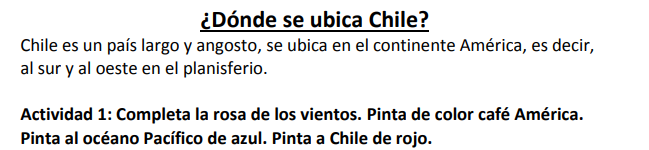 ¿Dónde se ubica Chile?
Chile es un país largo y angosto, se ubica en el continente América, es decir,
al sur y al oeste en el planisferio.
Actividad 1: Completa la rosa de los vientos. Pinta de color café América.
Pinta al océano Pacífico de azul. Pinta a Chile de rojo.